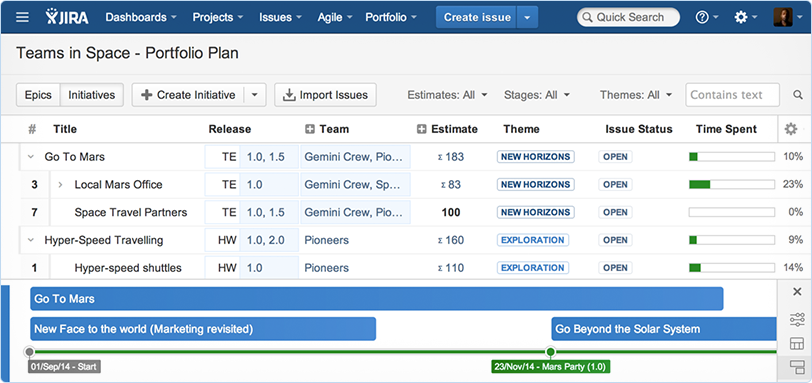 JIRA Dashboards Projects Issues Agile Portfolio Create issue Quick Search
Teams in Space - Portfolio Plan
Epics Initiatives Create Initiative Import Issues Estimates: All Stages: All Themes: All Contains text
# Title Release Team Estimate Theme Issue Status Time Spent
Go To Mars TE 1.0, 1.5 Gemini Crew, Pio... Σ 183 NEW HORIZONS OPEN 10%
3 Local Mars Office TE 1.0 Gemini Crew, Sp... Σ 83 NEW HORIZONS OPEN 23%
7 Space Travel Partners TE 1.0, 1.5 Gemini Crew, Pio... 100 NEW HORIZONS OPEN 0%
Hyper-Speed Travelling HW 1.0, 2.0 Pioneers Σ 160 EXPLORATION OPEN 9%
1 Hyper-speed shuttles HW 1.0 Pioneers Σ 110 EXPLORATION OPEN 14%
Go To Mars
New Face to the world (Marketing revisited) Go Beyond the Solar System
01/Sep/14 - Start 23/Nov/14 - Mars Party (1.0)